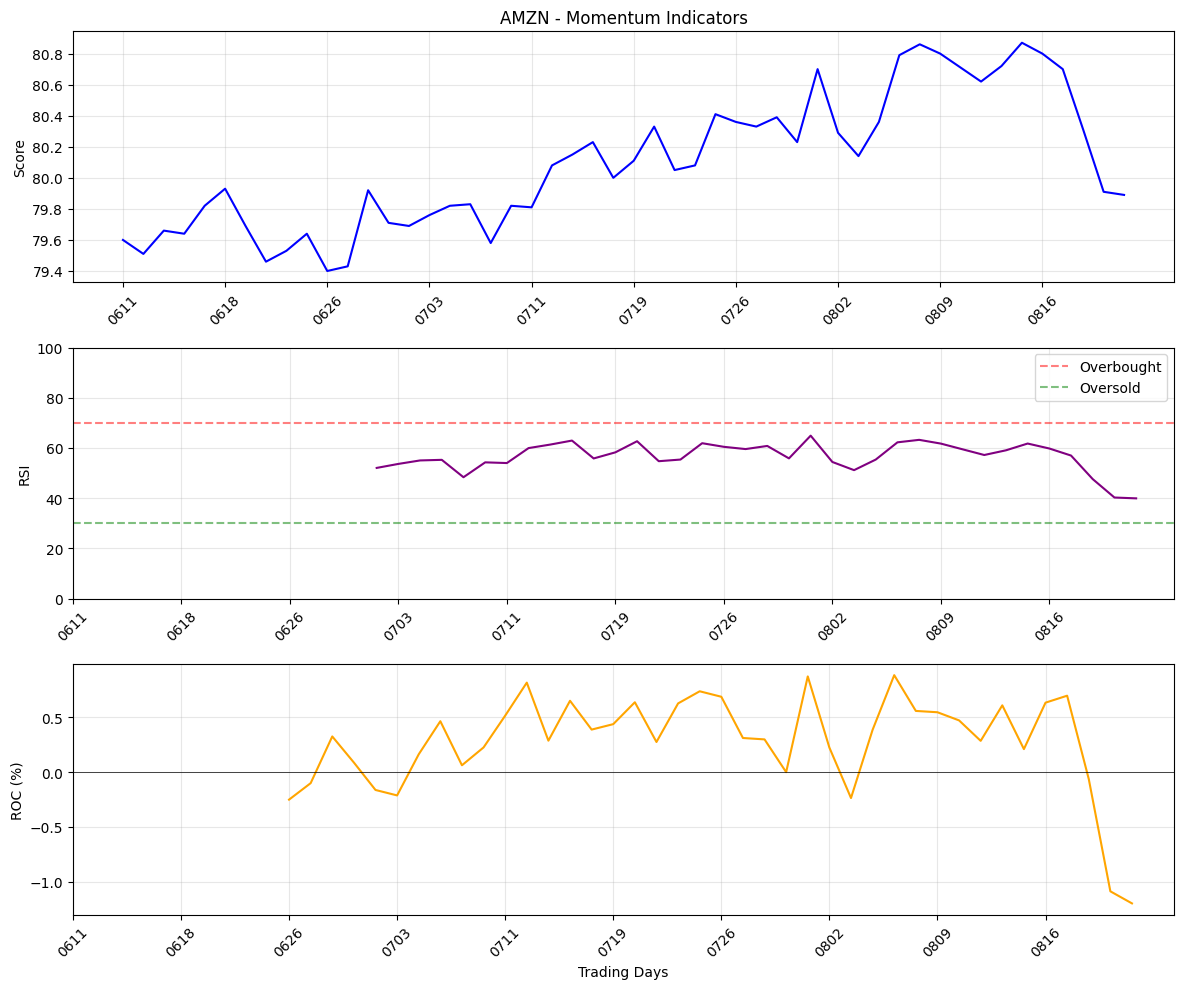 AMZN - Momentum Indicators
Score
80.8
80.6
80.4
80.2
80.0
79.8
79.6
79.4
0611 0618 0626 0703 0711 0719 0726 0802 0809 0816
RSI
100
80
60
40
20
0
Overbought
Oversold
0611 0618 0626 0703 0711 0719 0726 0802 0809 0816
ROC (%)
0.5
0.0
−0.5
−1.0
0611 0618 0626 0703 0711 0719 0726 0802 0809 0816
Trading Days